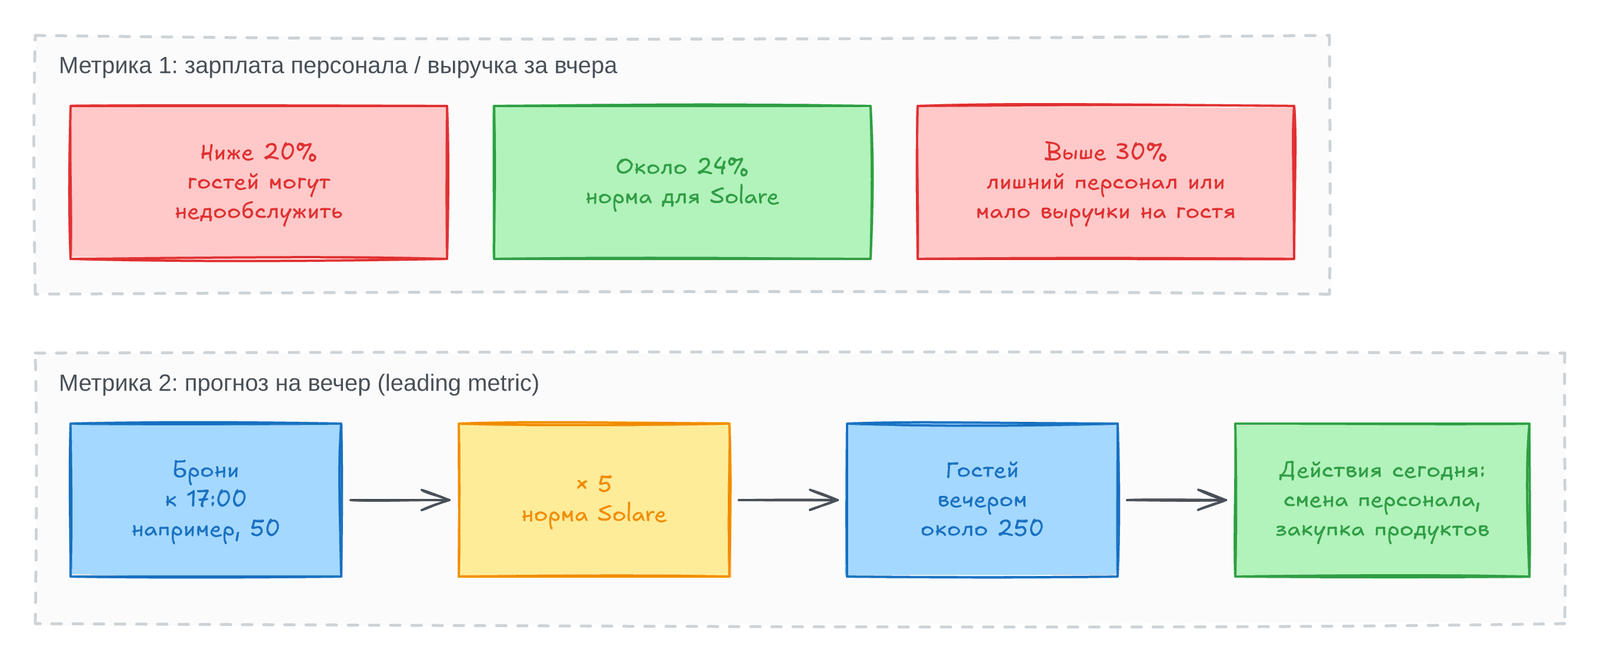 Метрика 1: зарплата персонала / выручка за вчера
Ниже 20%
гостей могут
недообслужить
Около 24%
норма для Solare
Выше 30%
лишний персонал или
мало выручки на гостя
Метрика 2: прогноз на вечер (leading metric)
Брони
к 17:00
например, 50
× 5
норма Solare
Гостей
вечером
около 250
Действия сегодня:
смена персонала,
закупка продуктов